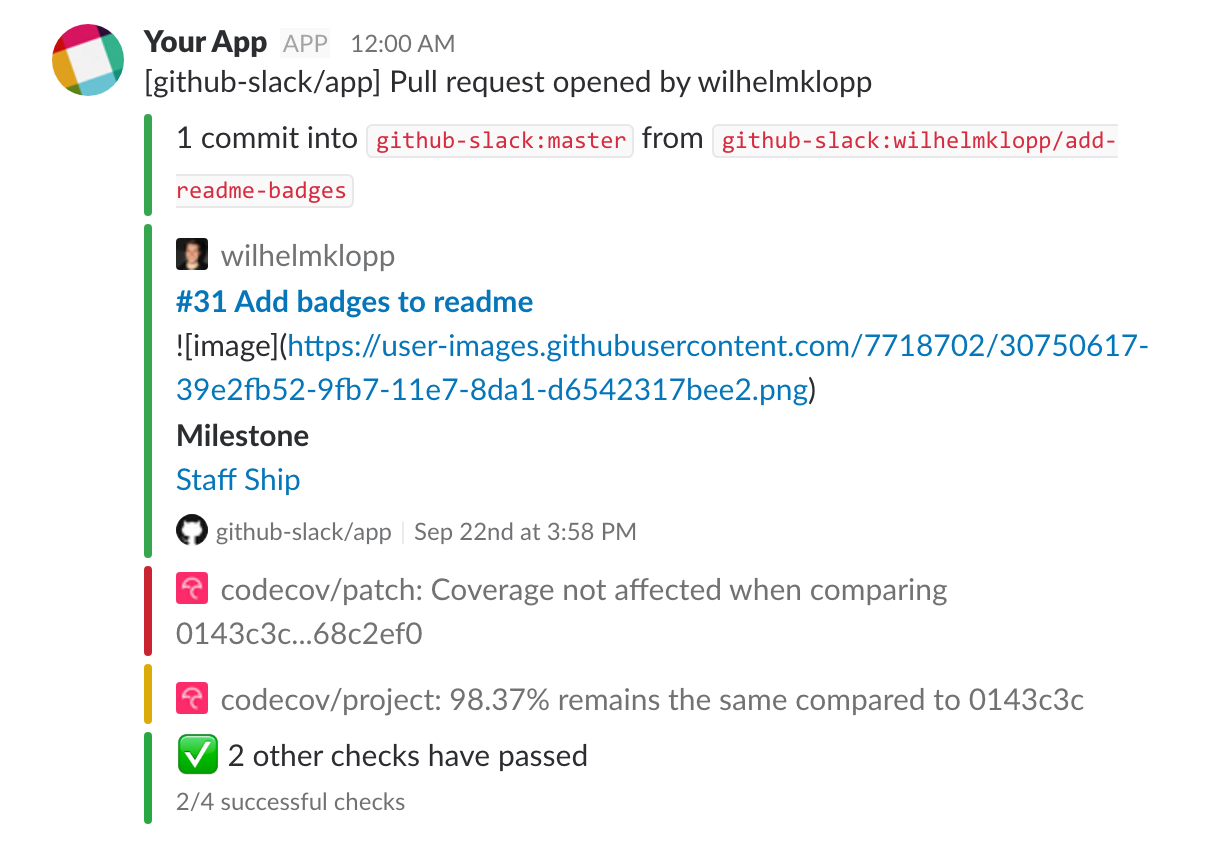 Your App APP 12:00 AM
[github-slack/app] Pull request opened by wilhelmklopp
1 commit into github-slack:master from github-slack:wilhelmklopp/add-
readme-badges
wilhelmklopp
#31 Add badges to readme
![image](https://user-images.githubusercontent.com/7718702/30750617-
39e2fb52-9fb7-11e7-8da1-d6542317bee2.png)
Milestone
Staff Ship
github-slack/app Sep 22nd at 3:58 PM
codecov/patch: Coverage not affected when comparing
0143c3c...68c2ef0
codecov/project: 98.37% remains the same compared to 0143c3c
2 other checks have passed
2/4 successful checks